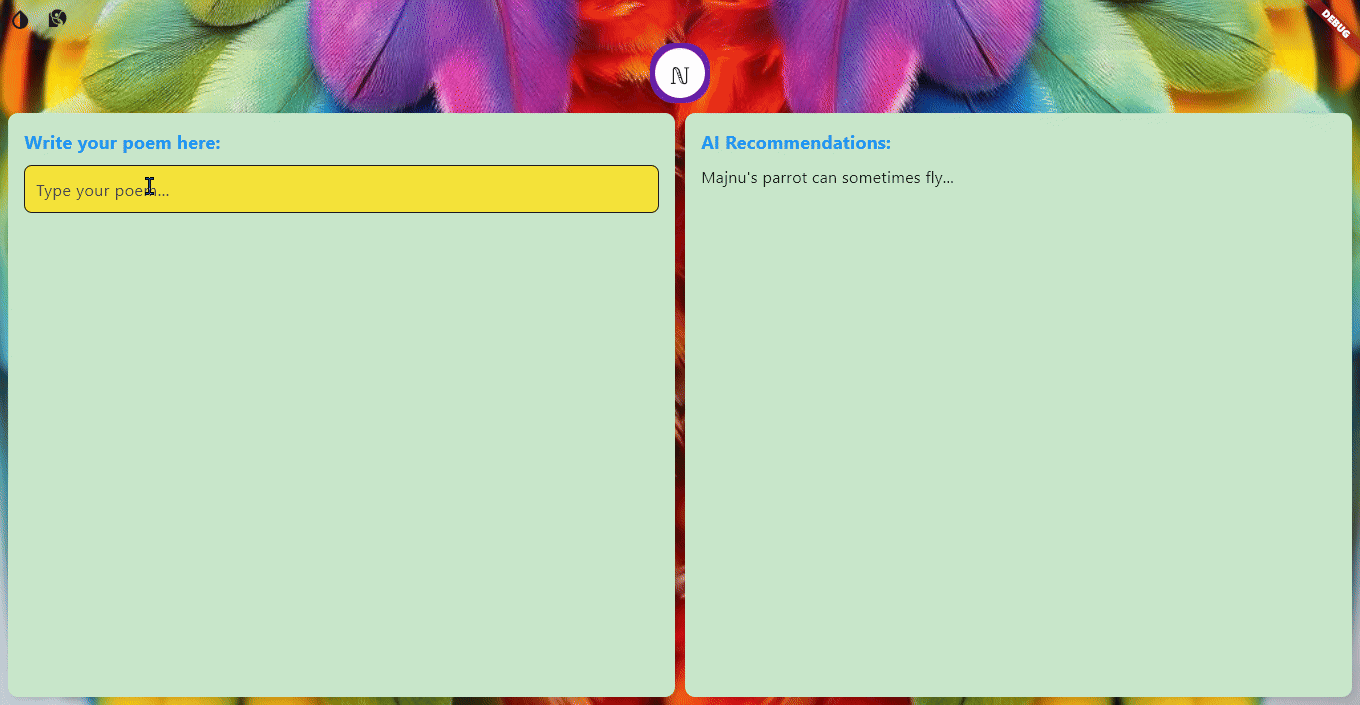 DEBUG
ℕ
Write your poem here:
Type your poem...
AI Recommendations:
Majnu's parrot can sometimes fly...